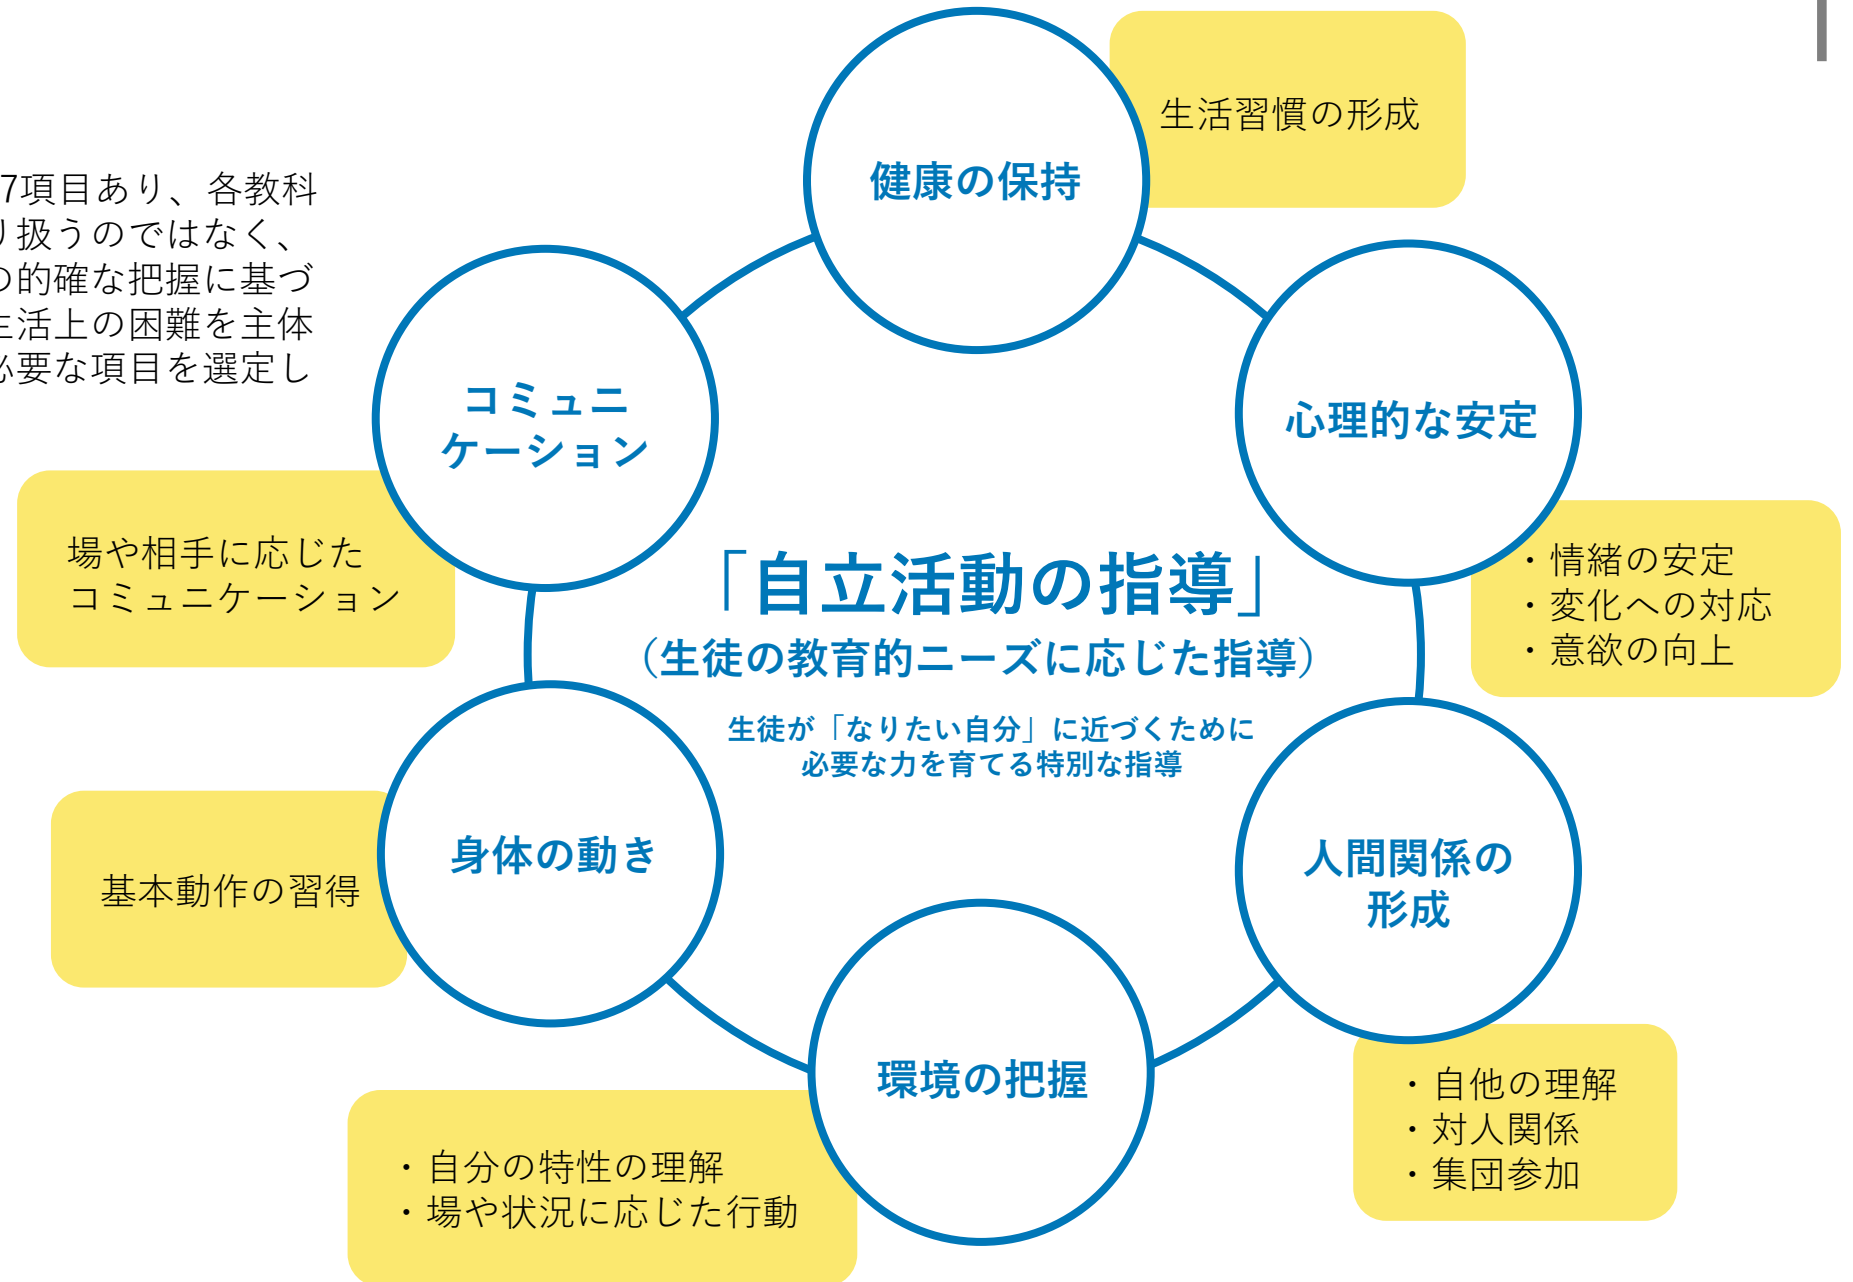 生活習慣の形成
健康の保持
7項目あり、各教科
り扱うのではなく、
の的確な把握に基づ
生活上の困難を主体
必要な項目を選定し
コミュニ
ケーション
心理的な安定
場や相手に応じた
コミュニケーション
・情緒の安定
・変化への対応
・意欲の向上
「自立活動の指導」
（生徒の教育的ニーズに応じた指導）
生徒が「なりたい自分」に近づくために
必要な力を育てる特別な指導
身体の動き
基本動作の習得
人間関係の
形成
環境の把握
・自他の理解
・対人関係
・集団参加
・自分の特性の理解
・場や状況に応じた行動